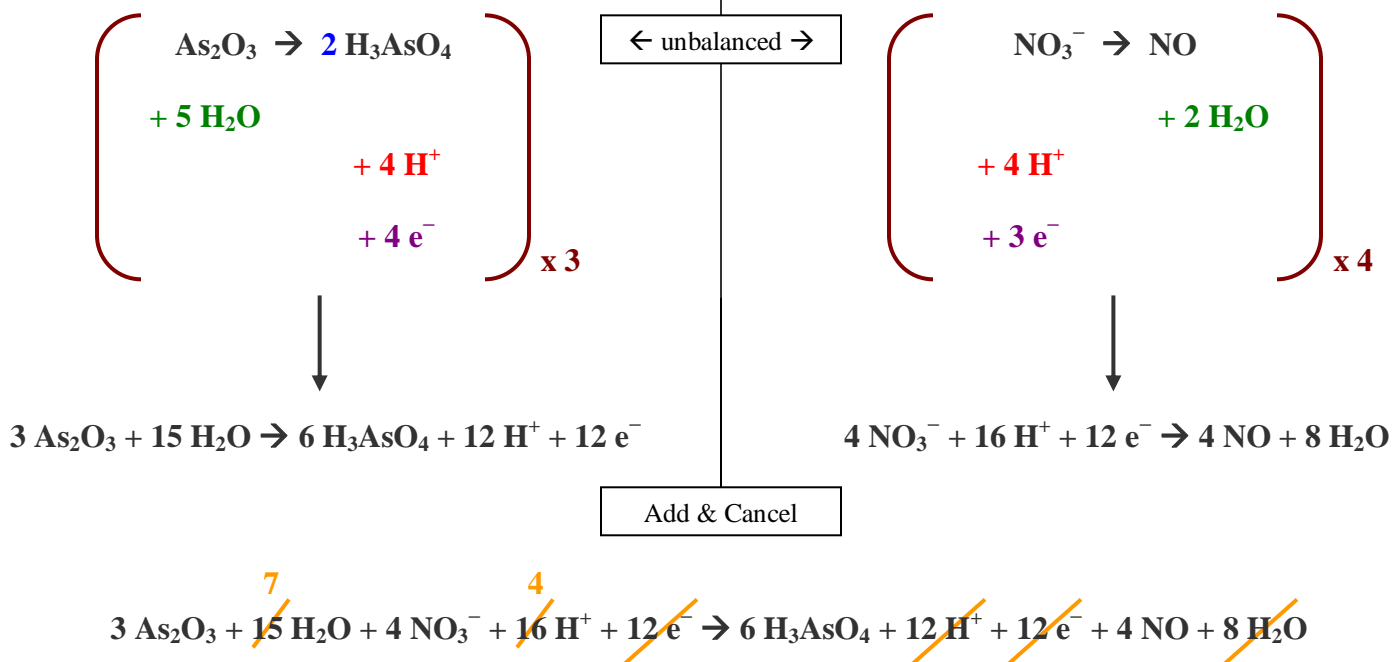 As₂O₃ → 2 H₃AsO₄
← unbalanced →
NO₃⁻ → NO
+ 5 H₂O
+ 2 H₂O
+ 4 H⁺
+ 4 H⁺
+ 4 e⁻
+ 3 e⁻
x 3
x 4
3 As₂O₃ + 15 H₂O → 6 H₃AsO₄ + 12 H⁺ + 12 e⁻
4 NO₃⁻ + 16 H⁺ + 12 e⁻ → 4 NO + 8 H₂O
Add & Cancel
7 4
3 As₂O₃ + 15 H₂O + 4 NO₃⁻ + 16 H⁺ + 12 e⁻ → 6 H₃AsO₄ + 12 H⁺ + 12 e⁻ + 4 NO + 8 H₂O